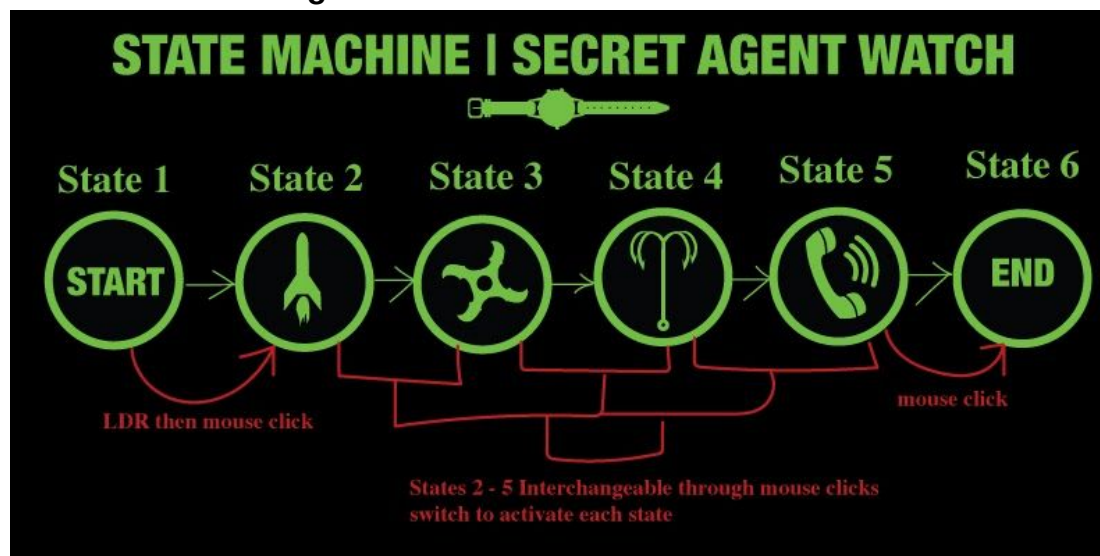 STATE MACHINE | SECRET AGENT WATCH
State 1 State 2 State 3 State 4 State 5 State 6
START END
LDR then mouse click
mouse click
States 2 - 5 Interchangeable through mouse clicks
switch to activate each state